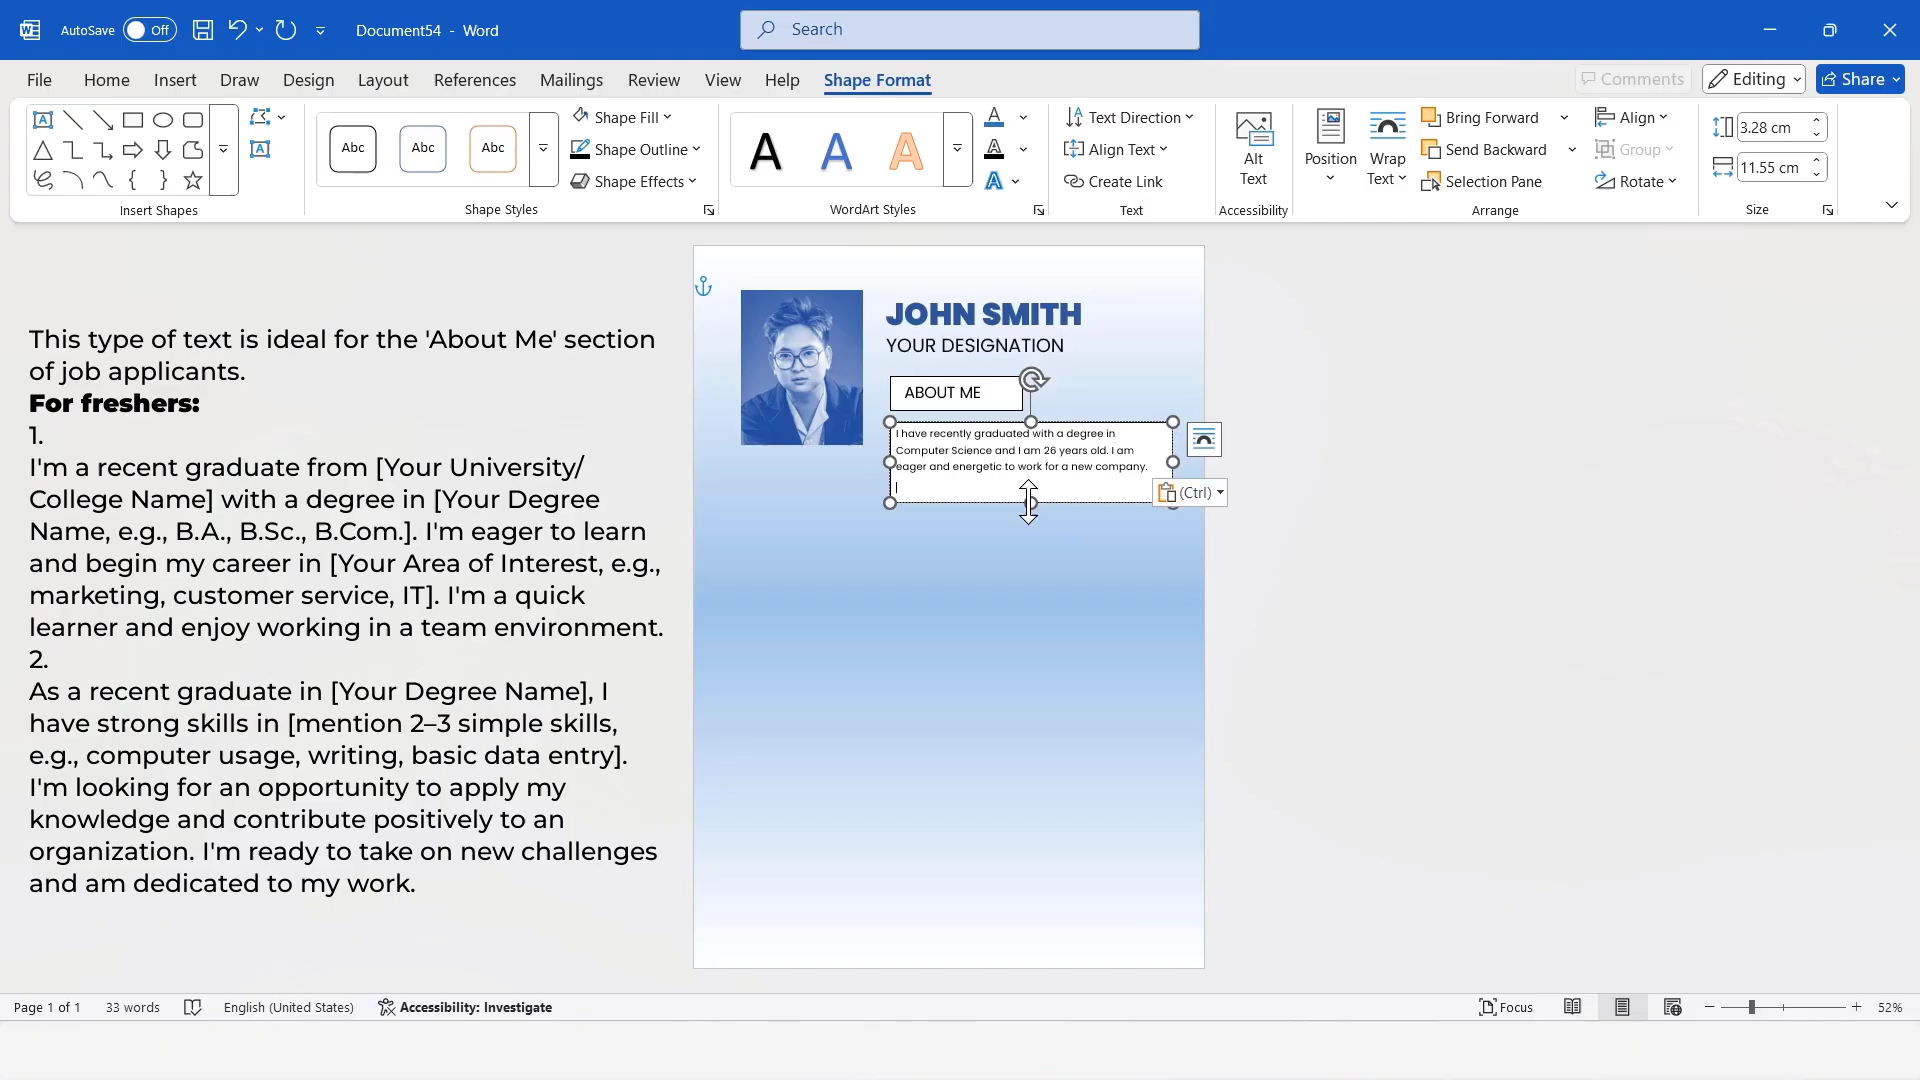 AutoSave Off Document54 - Word Search
File Home Insert Draw Design Layout References Mailings Review View Help Shape Format Comments Editing Share
Abc Abc Abc
Shape Fill
Shape Outline
Shape Effects
A A A
Text Direction
Align Text
Create Link
Alt Text
Position
Wrap Text
Bring Forward
Send Backward
Selection Pane
Align
Group
Rotate
3.28 cm
11.55 cm
Insert Shapes Shape Styles WordArt Styles Text Accessibility Arrange Size
This type of text is ideal for the 'About Me' section
of job applicants.
For freshers:
1.
I'm a recent graduate from [Your University/
College Name] with a degree in [Your Degree
Name, e.g., B.A., B.Sc., B.Com.]. I'm eager to learn
and begin my career in [Your Area of Interest, e.g.,
marketing, customer service, IT]. I'm a quick
learner and enjoy working in a team environment.
2.
As a recent graduate in [Your Degree Name], I
have strong skills in [mention 2–3 simple skills,
e.g., computer usage, writing, basic data entry].
I'm looking for an opportunity to apply my
knowledge and contribute positively to an
organization. I'm ready to take on new challenges
and am dedicated to my work.
JOHN SMITH
YOUR DESIGNATION
ABOUT ME
I have recently graduated with a degree in
Computer Science and I am 26 years old. I am
eager and energetic to work for a new company.
(Ctrl)
Page 1 of 1 33 words English (United States) Accessibility: Investigate Focus 52%